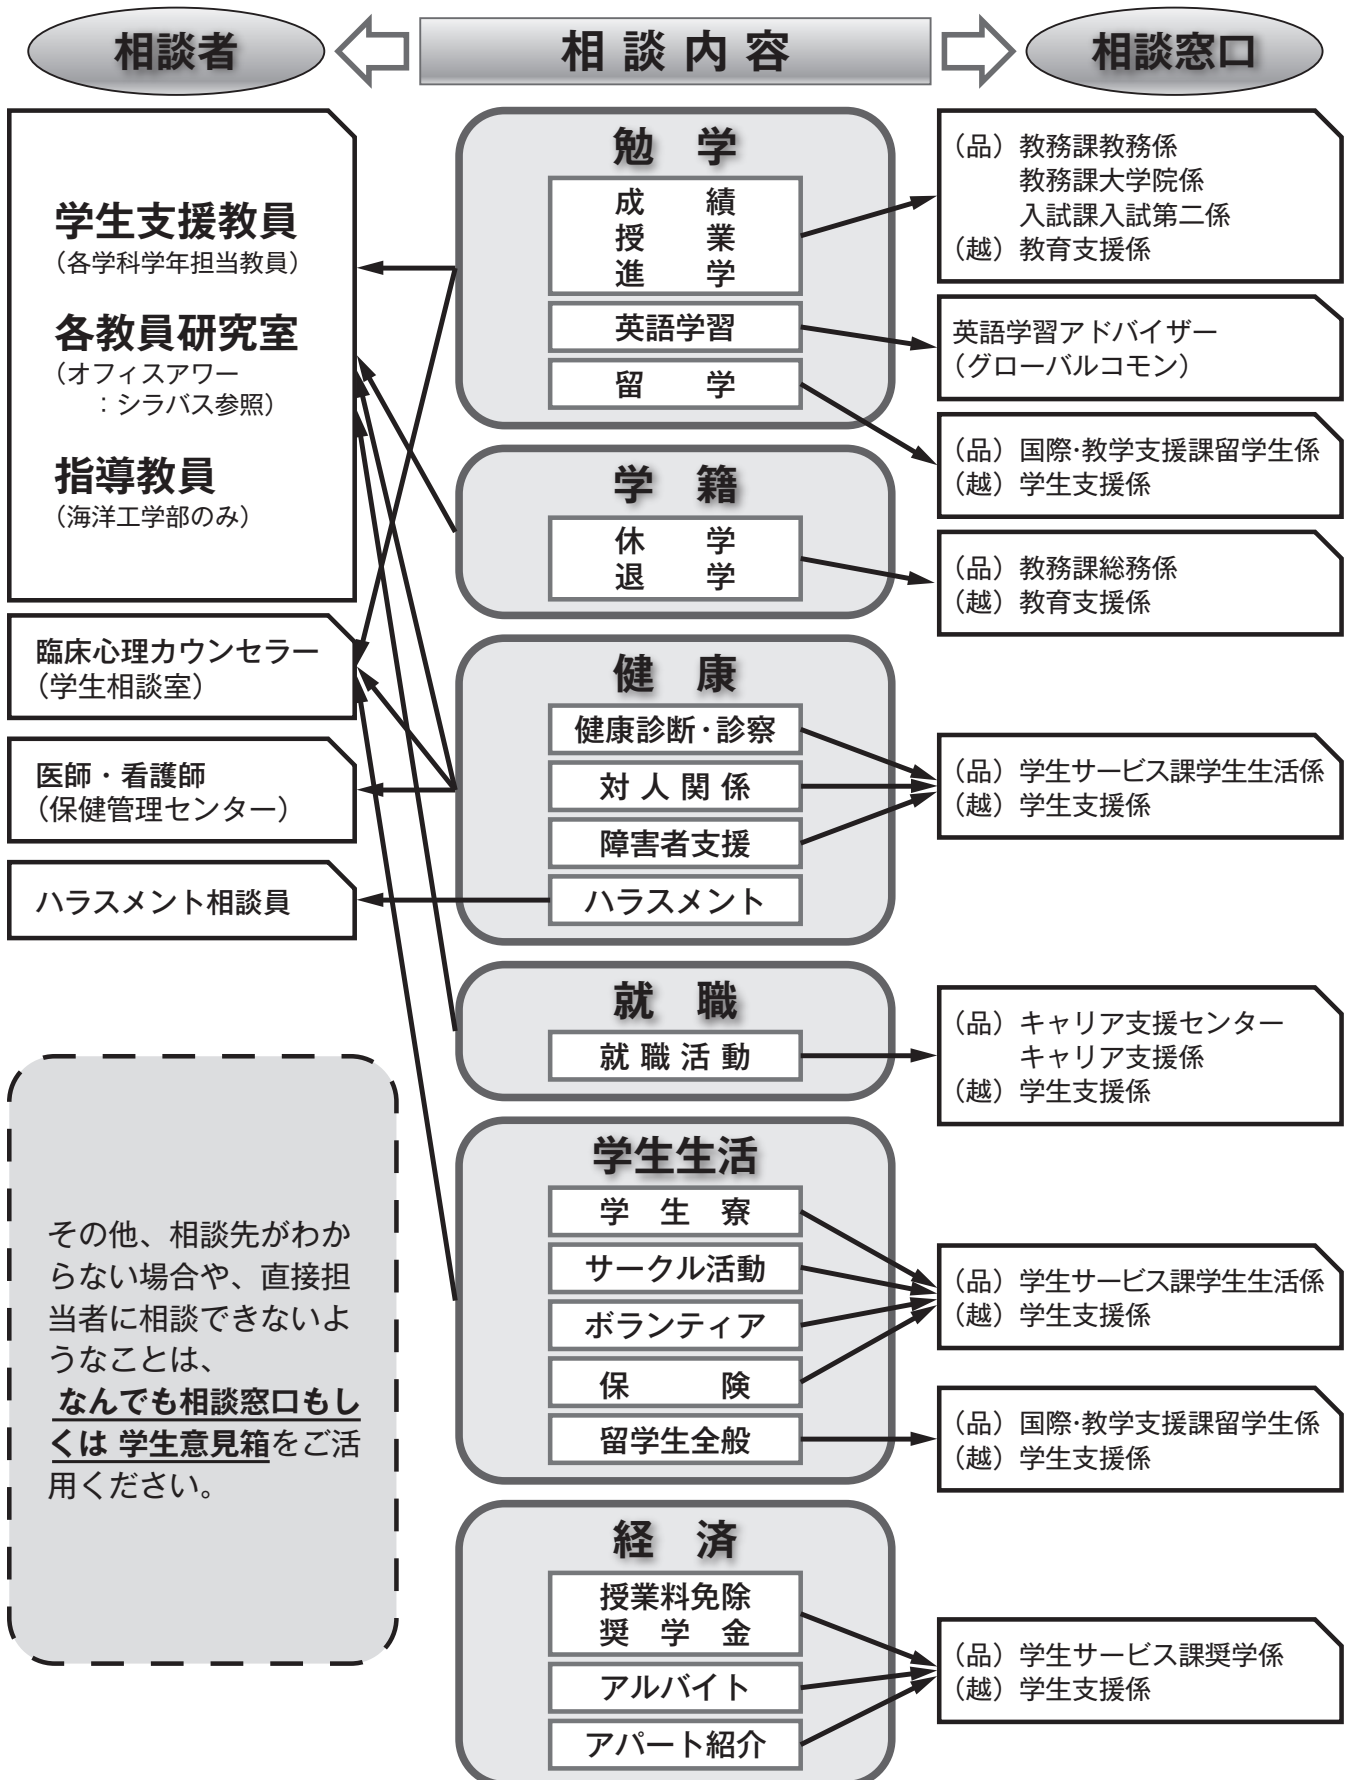 相談者
相 談 内 容
相談窓口
学生支援教員
（各学科学年担当教員）
各教員研究室
（オフィスアワー
：シラバス参照）
指導教員
（海洋工学部のみ）
臨床心理カウンセラー
（学生相談室）
医師・看護師
（保健管理センター）
ハラスメント相談員
その他、相談先がわか
らない場合や、直接担
当者に相談できないよ
うなことは、
なんでも相談窓口もし
くは 学生意見箱をご活
用ください。
勉　学
成　　績
授　　業
進　　学
英語学習
留　　学
学　籍
休　　学
退　　学
健　康
健康診断・診察
対 人 関 係
障害者支援
ハラスメント
就　職
就 職 活 動
学生生活
学　生　寮
サークル活動
ボランティア
保　　　険
留学生全般
経　済
授業料免除
奨　学　金
アルバイト
アパート紹介
（品）教務課教務係
教務課大学院係
入試課入試第二係
（越）教育支援係
英語学習アドバイザー
（グローバルコモン）
（品）国際・教学支援課留学生係
（越）学生支援係
（品）教務課総務係
（越）教育支援係
（品）学生サービス課学生生活係
（越）学生支援係
（品）キャリア支援センター
キャリア支援係
（越）学生支援係
（品）学生サービス課学生生活係
（越）学生支援係
（品）国際・教学支援課留学生係
（越）学生支援係
（品）学生サービス課奨学係
（越）学生支援係